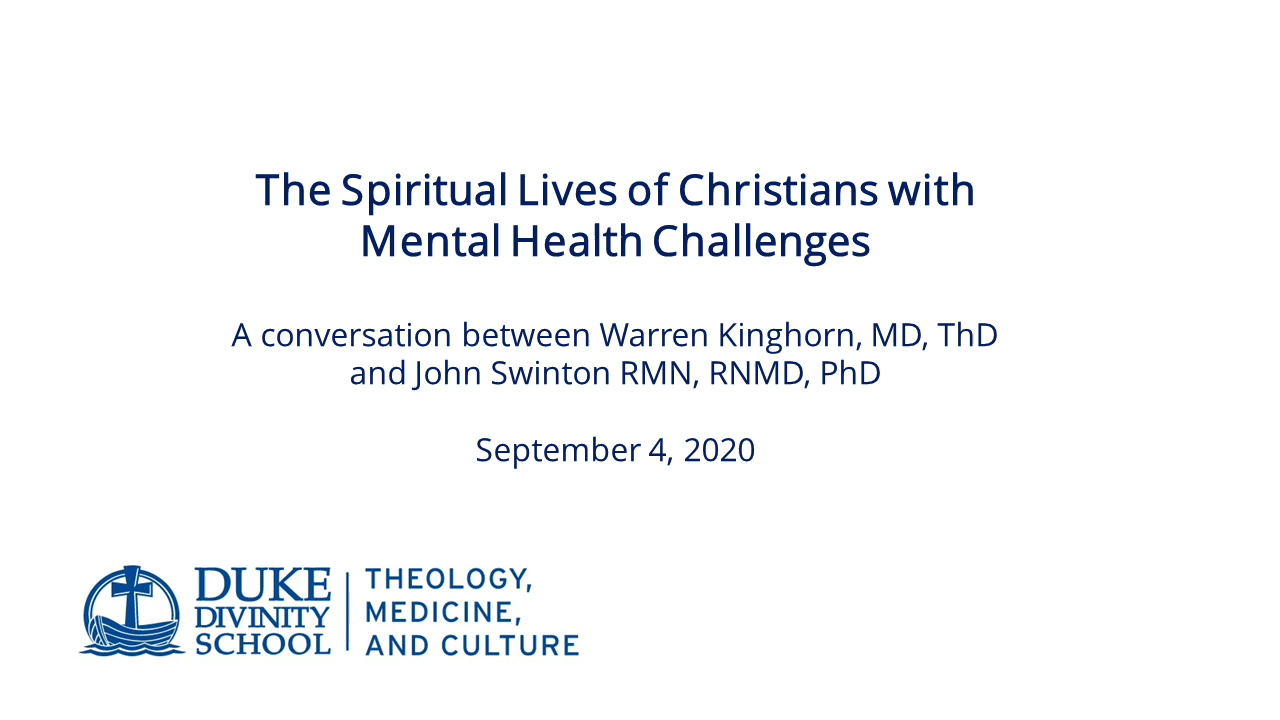 The Spiritual Lives of Christians with
Mental Health Challenges
A conversation between Warren Kinghorn, MD, ThD
and John Swinton RMN, RNMD, PhD
September 4, 2020
DUKE
DIVINITY
SCHOOL
THEOLOGY,
MEDICINE,
AND CULTURE